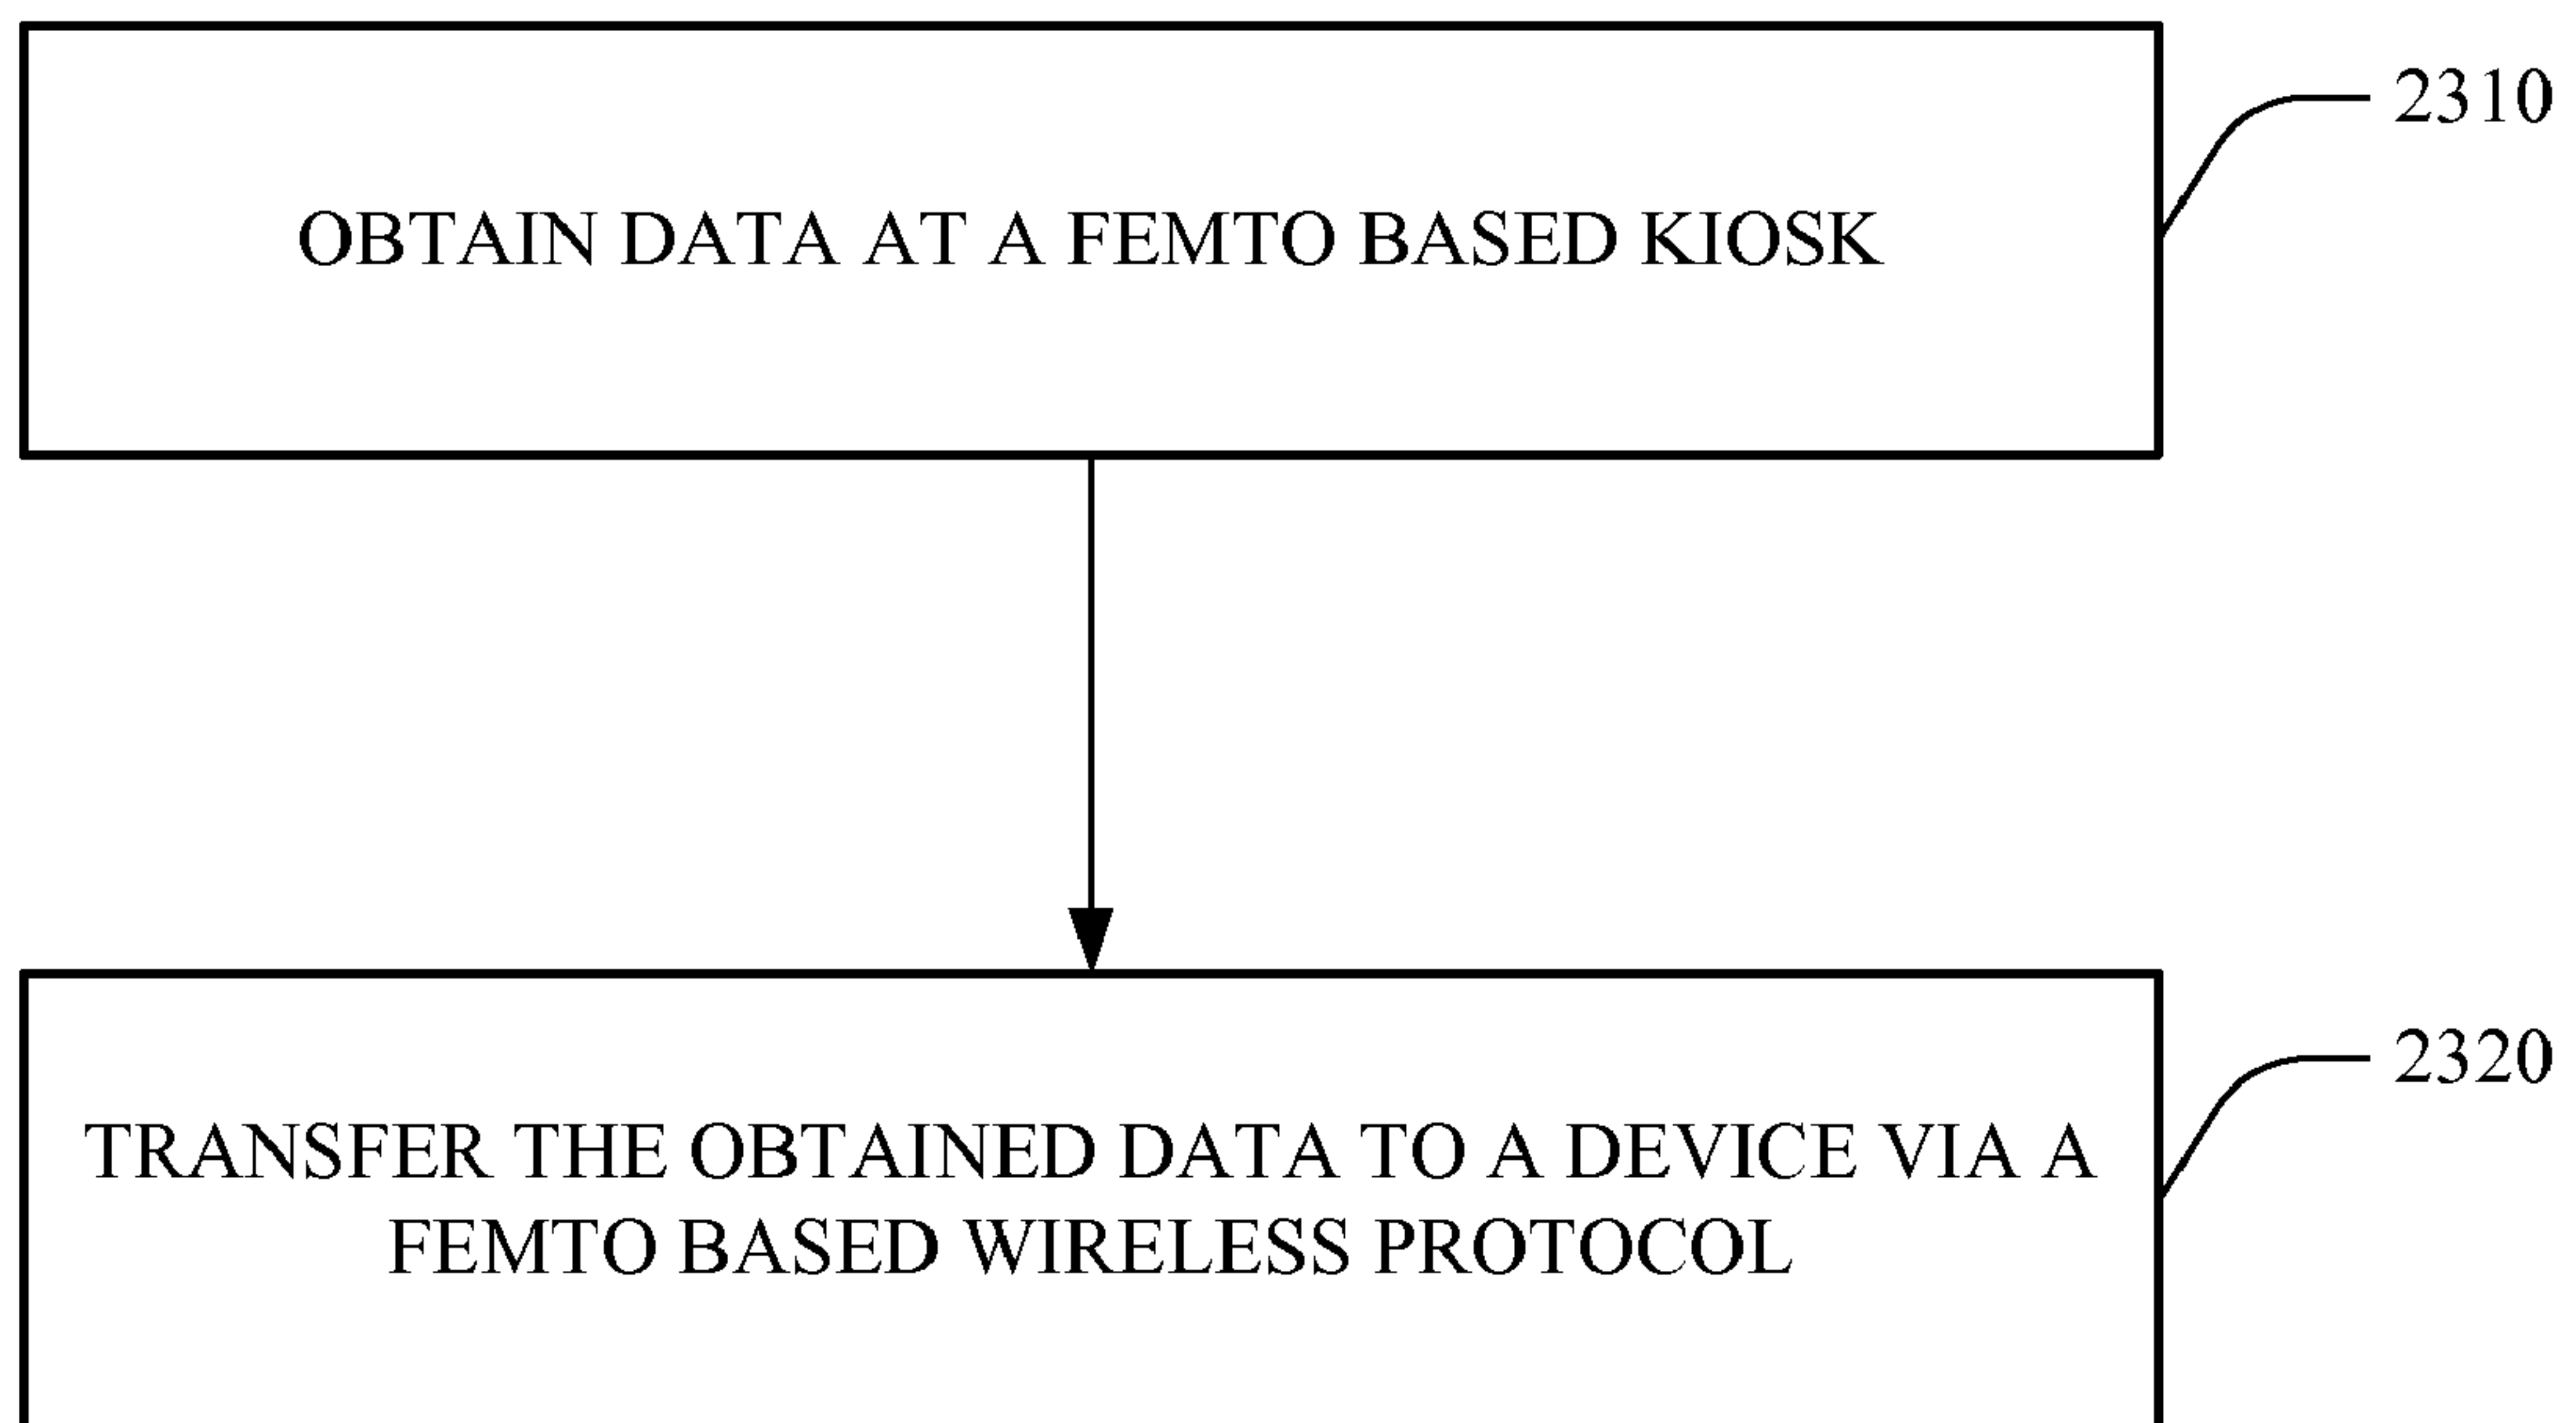 2310
OBTAIN DATA AT A FEMTO BASED KIOSK
2320
TRANSFER THE OBTAINED DATA TO A DEVICE VIA A
FEMTO BASED WIRELESS PROTOCOL